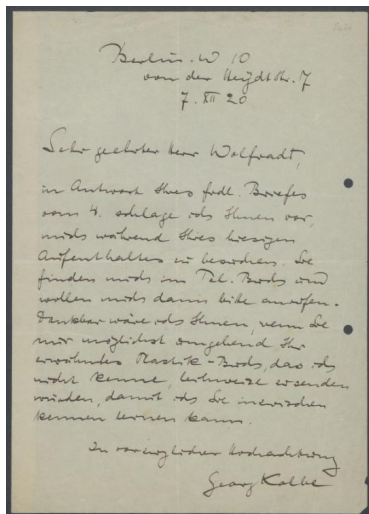 Berlin. W 10
von der Heydtstr. 7
7. XII 20
Sehr geehrter Herr Wolfradt,
in Antwort Ihres frdl. Briefes
vom 4. schlage ich Ihnen vor,
mich während Ihres hiesigen
Aufenthaltes zu besuchen. Sie
finden mich im Tel. Buch und
wollen mich dann bitte anrufen.
Dankbar wäre ich Ihnen, wenn Sie
mir möglichst umgehend Ihr
erwähntes Plastik-Buch, das ich
nicht kenne, leihweise zusenden
würden, damit ich Sie inzwischen
kennen lernen kann.
In vorzüglicher Hochachtung
Georg Kolbe